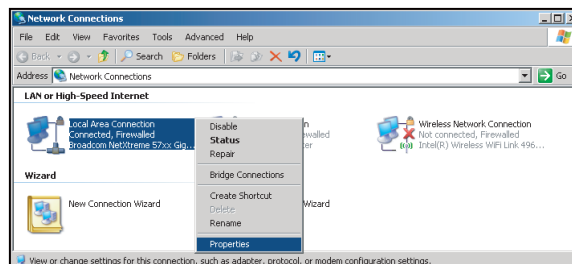 Network Connections
File Edit View Favorites Tools Advanced Help
Back Search Folders
Address Network Connections Go
LAN or High-Speed Internet
Local Area Connection
Connected, Firewalled
Broadcom NetXtreme 57xx Gig...
Disable
Status
Repair
Bridge Connections
Create Shortcut
Delete
Rename
Properties
Wireless Network Connection
Not connected, Firewalled
Intel(R) Wireless WiFi Link 496...
Wizard
New Connection Wizard
Wizard
View or change settings for this connection, such as adapter, protocol, or modem configuration settings.